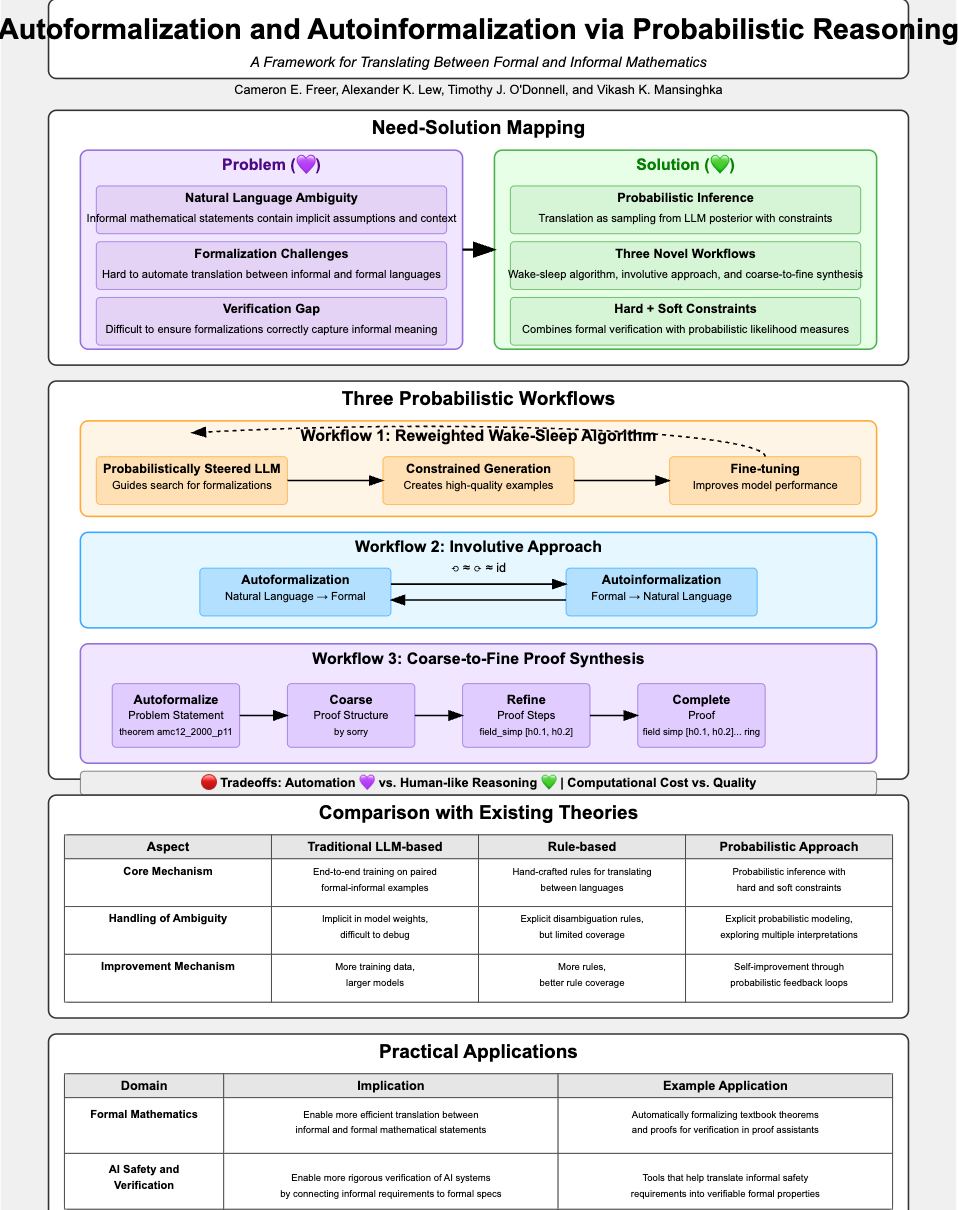 Autoformalization and Autoinformalization via Probabilistic Reasoning
A Framework for Translating Between Formal and Informal Mathematics
Cameron E. Freer, Alexander K. Lew, Timothy J. O'Donnell, and Vikash K. Mansinghka
Need-Solution Mapping
Problem (💜)
Natural Language Ambiguity
Informal mathematical statements contain implicit assumptions and context
Formalization Challenges
Hard to automate translation between informal and formal languages
Verification Gap
Difficult to ensure formalizations correctly capture informal meaning
Solution (💚)
Probabilistic Inference
Translation as sampling from LLM posterior with constraints
Three Novel Workflows
Wake-sleep algorithm, involutive approach, and coarse-to-fine synthesis
Hard + Soft Constraints
Combines formal verification with probabilistic likelihood measures
Three Probabilistic Workflows
Workflow 1: Reweighted Wake-Sleep Algorithm
Probabilistically Steered LLM
Guides search for formalizations
Constrained Generation
Creates high-quality examples
Fine-tuning
Improves model performance
Workflow 2: Involutive Approach
⟲ ≈ ⟳ ≈ id
Autoformalization
Natural Language → Formal
Autoinformalization
Formal → Natural Language
Workflow 3: Coarse-to-Fine Proof Synthesis
Autoformalize
Problem Statement
theorem amc12_2000_p11
Coarse
Proof Structure
by sorry
Refine
Proof Steps
field_simp [h0.1, h0.2]
Complete
Proof
field simp [h0.1, h0.2]... ring
🔴 Tradeoffs: Automation 💜 vs. Human-like Reasoning 💚 | Computational Cost vs. Quality
Comparison with Existing Theories
Aspect
Traditional LLM-based
Rule-based
Probabilistic Approach
Core Mechanism
End-to-end training on paired
formal-informal examples
Hand-crafted rules for translating
between languages
Probabilistic inference with
hard and soft constraints
Handling of Ambiguity
Implicit in model weights,
difficult to debug
Explicit disambiguation rules,
but limited coverage
Explicit probabilistic modeling,
exploring multiple interpretations
Improvement Mechanism
More training data,
larger models
More rules,
better rule coverage
Self-improvement through
probabilistic feedback loops
Practical Applications
Domain
Implication
Example Application
Formal Mathematics
Enable more efficient translation between
informal and formal mathematical statements
Automatically formalizing textbook theorems
and proofs for verification in proof assistants
AI Safety and
Verification
Enable more rigorous verification of AI systems
by connecting informal requirements to formal specs
Tools that help translate informal safety
requirements into verifiable formal properties